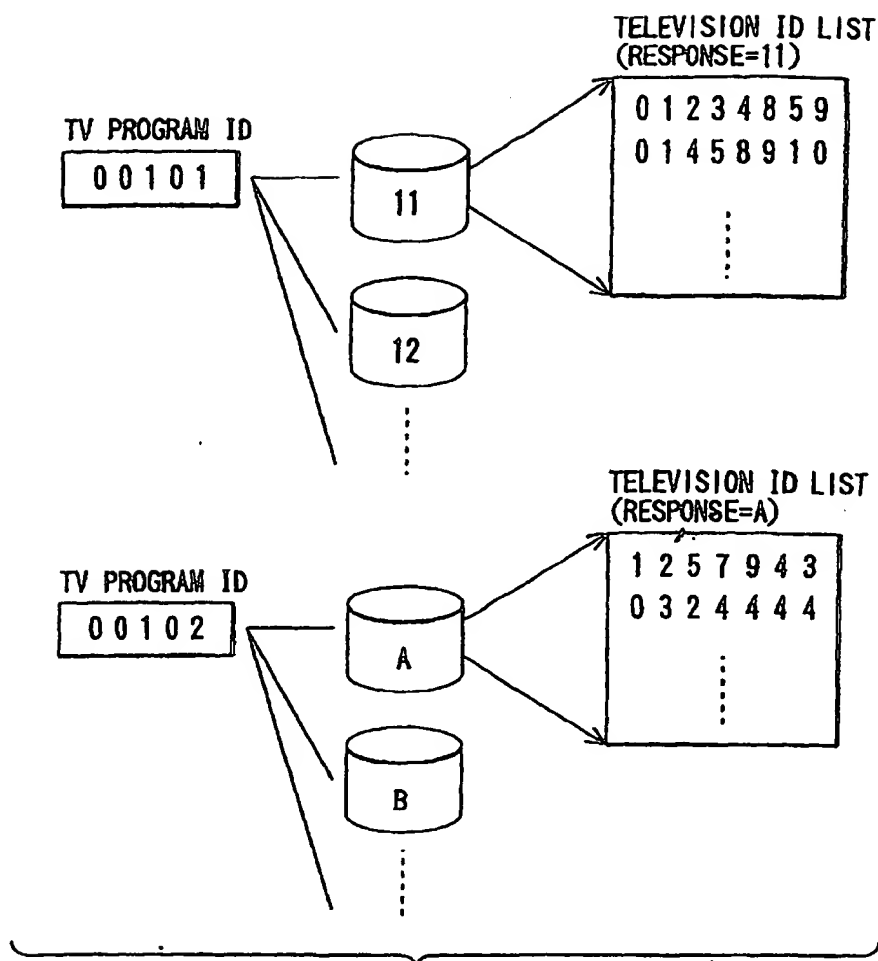 TELEVISION ID LIST
(RESPONSE=11)
0 1 2 3 4 8 5 9
0 1 4 5 8 9 1 0
TV PROGRAM ID
0 0 1 0 1
11
12
TELEVISION ID LIST
(RESPONSE=A)
1 2 5 7 9 4 3
0 3 2 4 4 4 4
TV PROGRAM ID
0 0 1 0 2
A
B